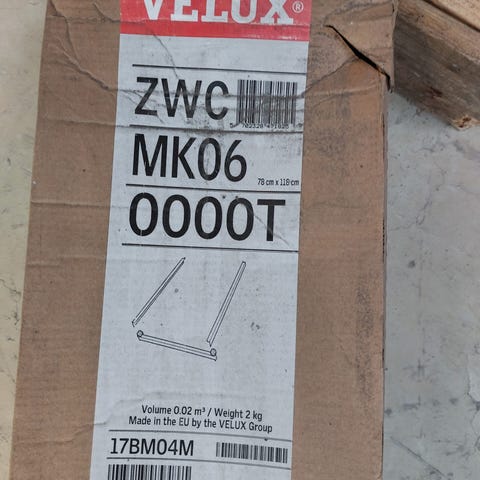 VELUX®
ZWC
MK06
78 cm x 118 cm
0000T
Volume 0.02 m³ / Weight 2 kg
Made in the EU by the VELUX Group
17BM04M